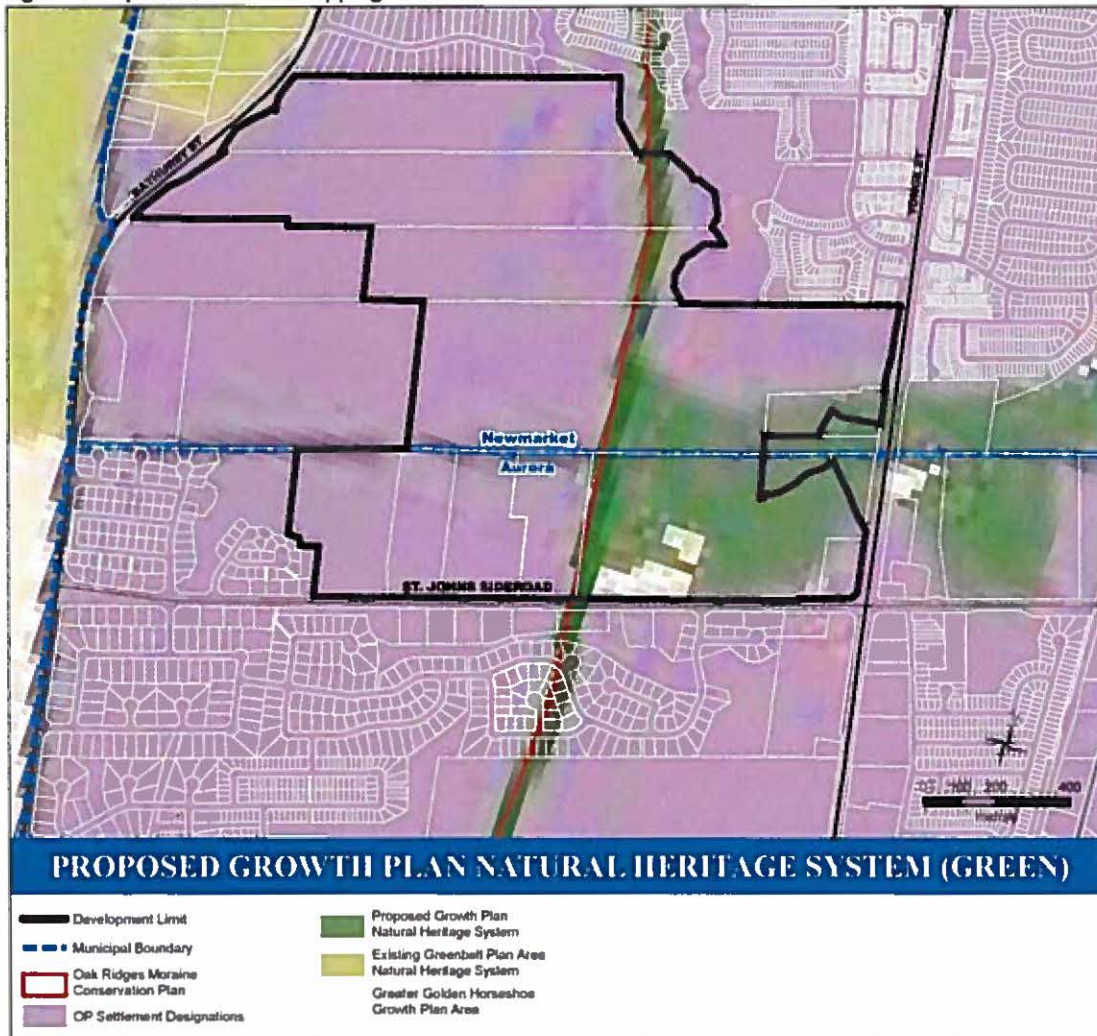 BATHURST ST
YONGE ST
Newmarket
Aurora
ST. JOHNS SIDEROAD
100 200 400
PROPOSED GROWTH PLAN NATURAL HERITAGE SYSTEM (GREEN)
Development Limit
Municipal Boundary
Oak Ridges Moraine
Conservation Plan
OP Settlement Designations
Proposed Growth Plan
Natural Heritage System
Existing Greenbelt Plan Area
Natural Heritage System
Greater Golden Horseshoe
Growth Plan Area